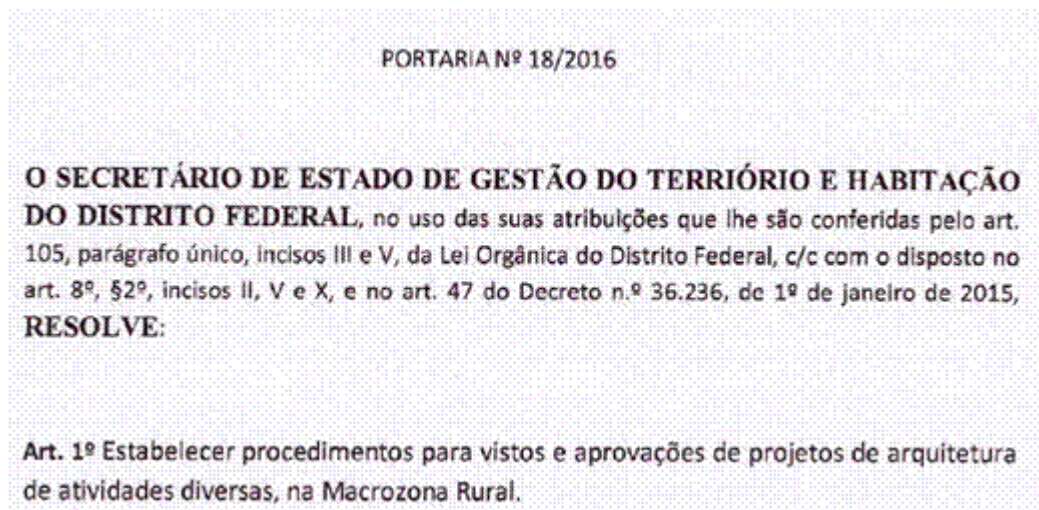 PORTARIA Nº 18/2016
O SECRETÁRIO DE ESTADO DE GESTÃO DO TERRIÓRIO E HABITAÇÃO
DO DISTRITO FEDERAL, no uso das suas atribuições que lhe são conferidas pelo art.
105, parágrafo único, incisos III e V, da Lei Orgânica do Distrito Federal, c/c com o disposto no
art. 8º, §2º, incisos II, V e X, e no art. 47 do Decreto n.º 36.236, de 1º de janeiro de 2015,
RESOLVE:
Art. 1º Estabelecer procedimentos para vistos e aprovações de projetos de arquitetura
de atividades diversas, na Macrozona Rural.